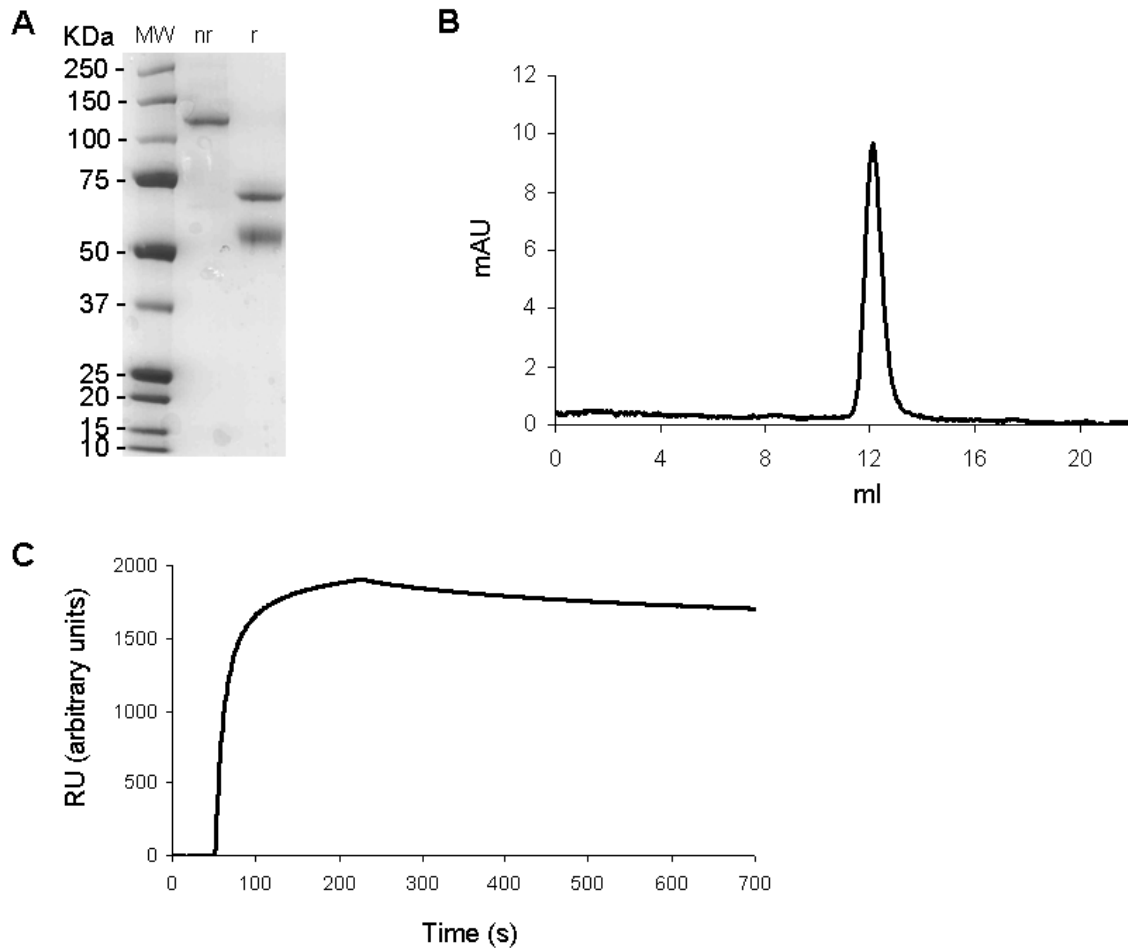 A
KDa MW nr r
250 -
150 -
100 -
75 -
50 -
37 -
25 -
20 -
15 -
10 -
B
12
10
8
6
4
2
0
mAU
0 4 8 12 16 20
ml
C
2000
1500
1000
500
0
RU (arbitrary units)
0 100 200 300 400 500 600 700
Time (s)